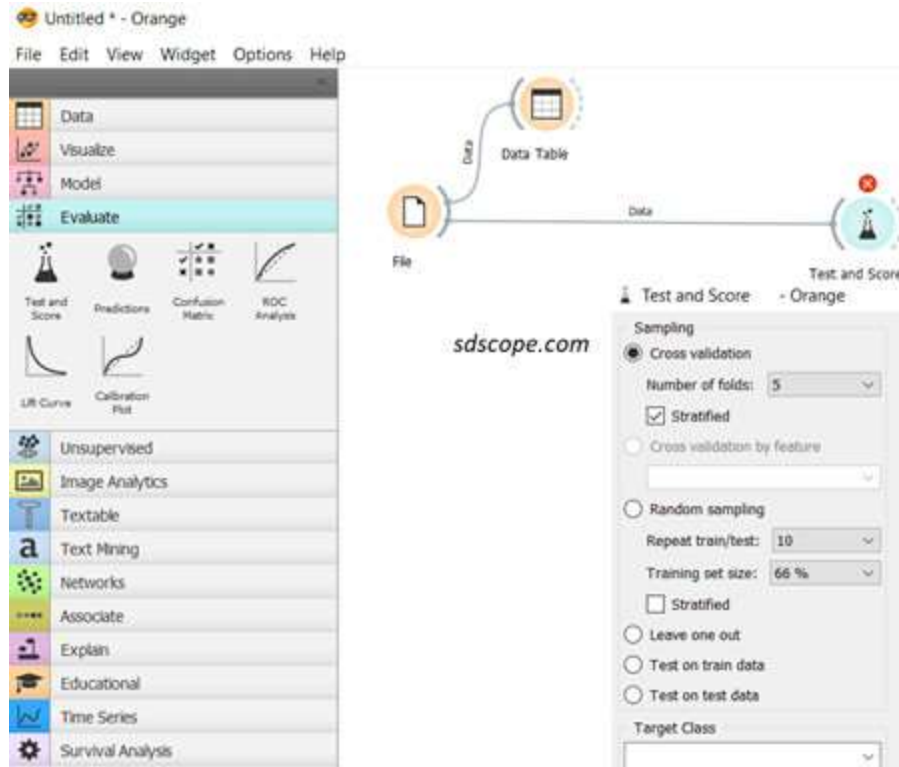 Untitled * - Orange
File Edit View Widget Options Help
Data
Visualize
Model
Evaluate
Test and Score
Predictions
Confusion Matrix
ROC Analysis
Lift Curve
Calibration Plot
Unsupervised
Image Analytics
Textable
Text Mining
Networks
Associate
Explain
Educational
Time Series
Survival Analysis
Data
Data Table
Data
File
Test and Score
sdscope.com
Test and Score - Orange
Sampling
Cross validation
Number of folds: 5
Stratified
Cross validation by feature
Random sampling
Repeat train/test: 10
Training set size: 66 %
Stratified
Leave one out
Test on train data
Test on test data
Target Class